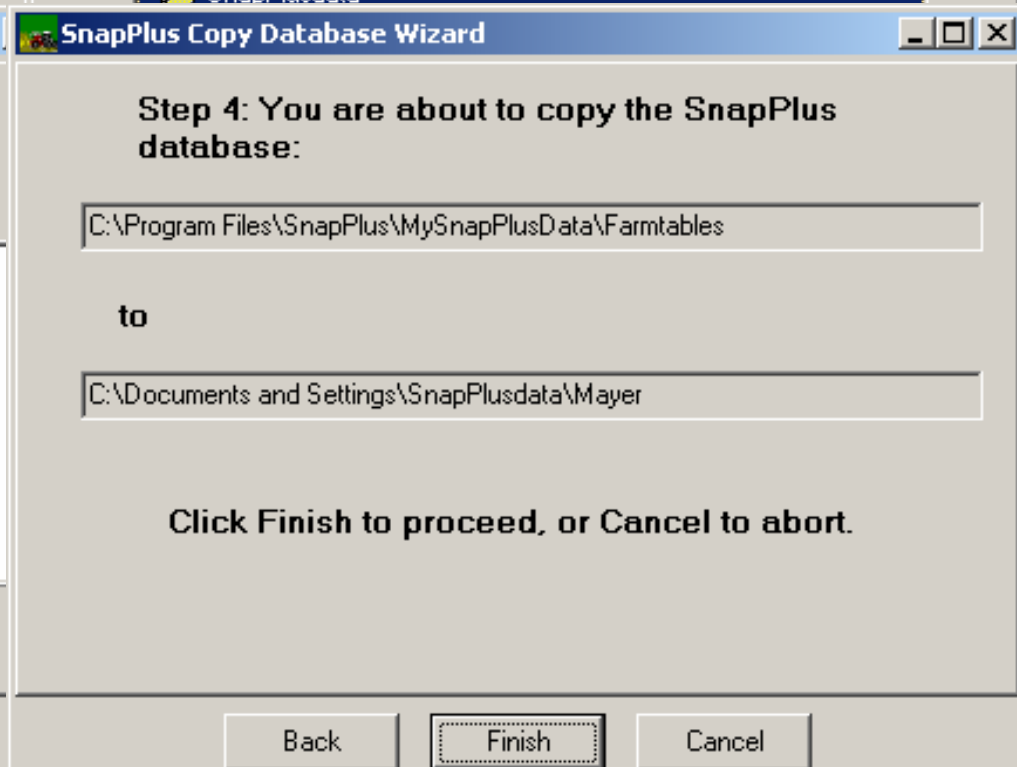 SnapPlus Copy Database Wizard
Step 4: You are about to copy the SnapPlus
database:
C:\Program Files\SnapPlus\MySnapPlusData\Farmtables
to
C:\Documents and Settings\SnapPlusdata\Mayer
Click Finish to proceed, or Cancel to abort.
Back
Finish
Cancel